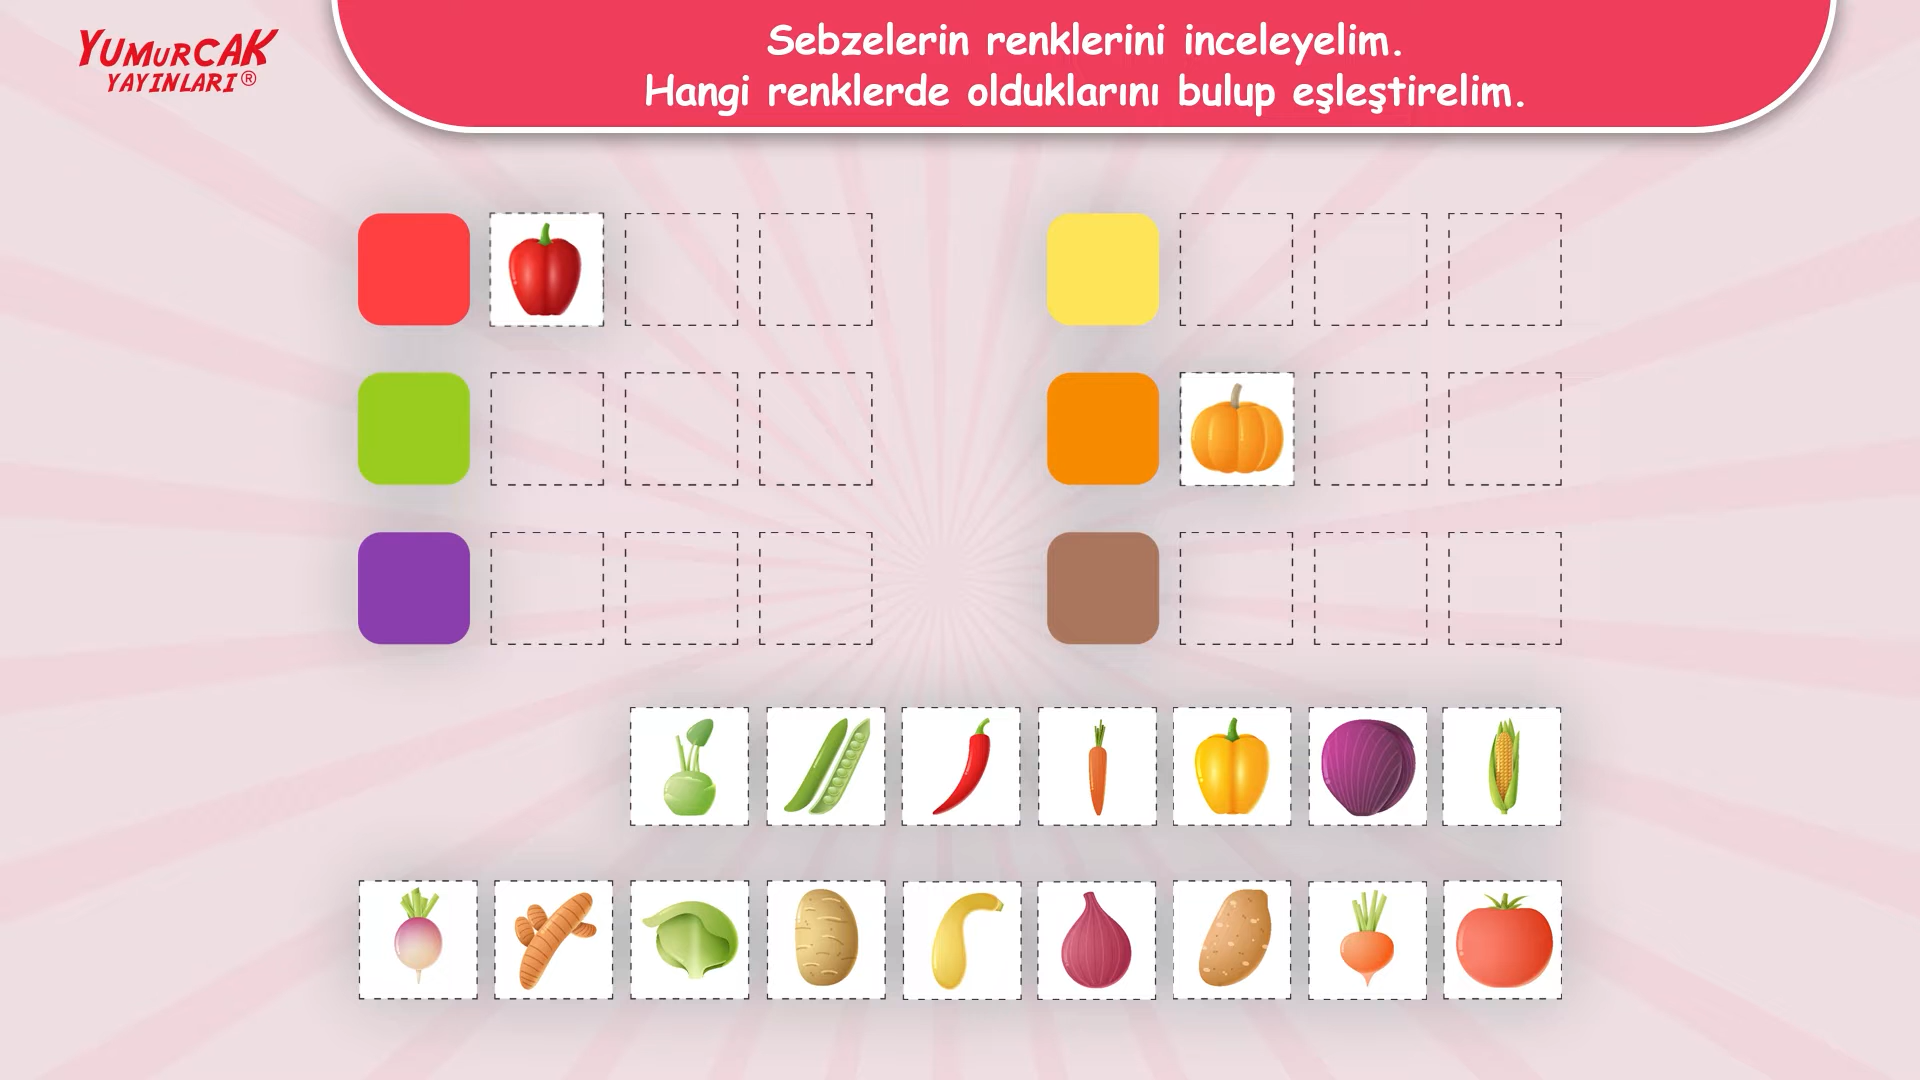 YUMURCAK
YAYINLARI®
Sebzelerin renklerini inceleyelim.
Hangi renklerde olduklarını bulup eşleştirelim.